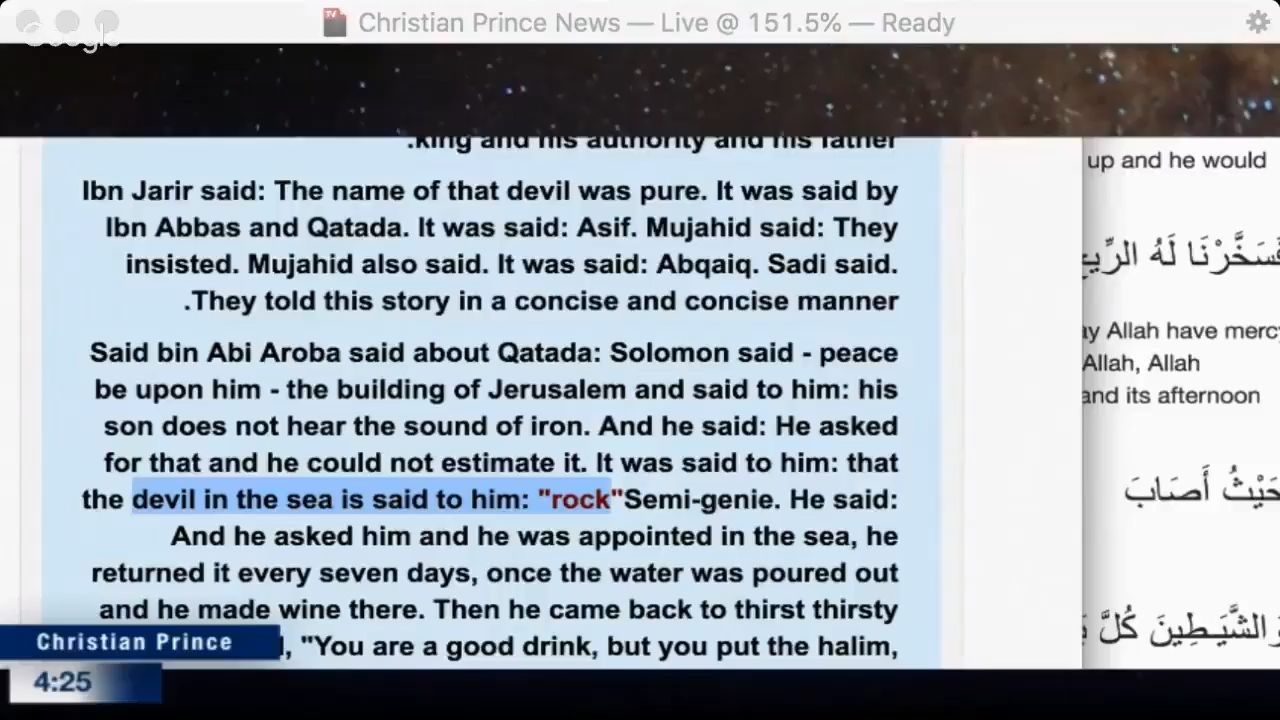 Christian Prince News — Live @ 151.5% — Ready
Google
.king and his authority and his father
Ibn Jarir said: The name of that devil was pure. It was said by
Ibn Abbas and Qatada. It was said: Asif. Mujahid said: They
insisted. Mujahid also said. It was said: Abqaiq. Sadi said.
.They told this story in a concise and concise manner
Said bin Abi Aroba said about Qatada: Solomon said - peace
be upon him - the building of Jerusalem and said to him: his
son does not hear the sound of iron. And he said: He asked
for that and he could not estimate it. It was said to him: that
the devil in the sea is said to him: "rock"Semi-genie. He said:
And he asked him and he was appointed in the sea, he
returned it every seven days, once the water was poured out
and he made wine there. Then he came back to thirst thirsty
, "You are a good drink, but you put the halim,
up and he would
فَسَخَّرْنَا لَهُ الرِّيحَ
ay Allah have mercy
Allah, Allah
and its afternoon
حَيْثُ أَصَابَ
وَالشَّيَـطِينَ كُلَّ
Christian Prince
4:25